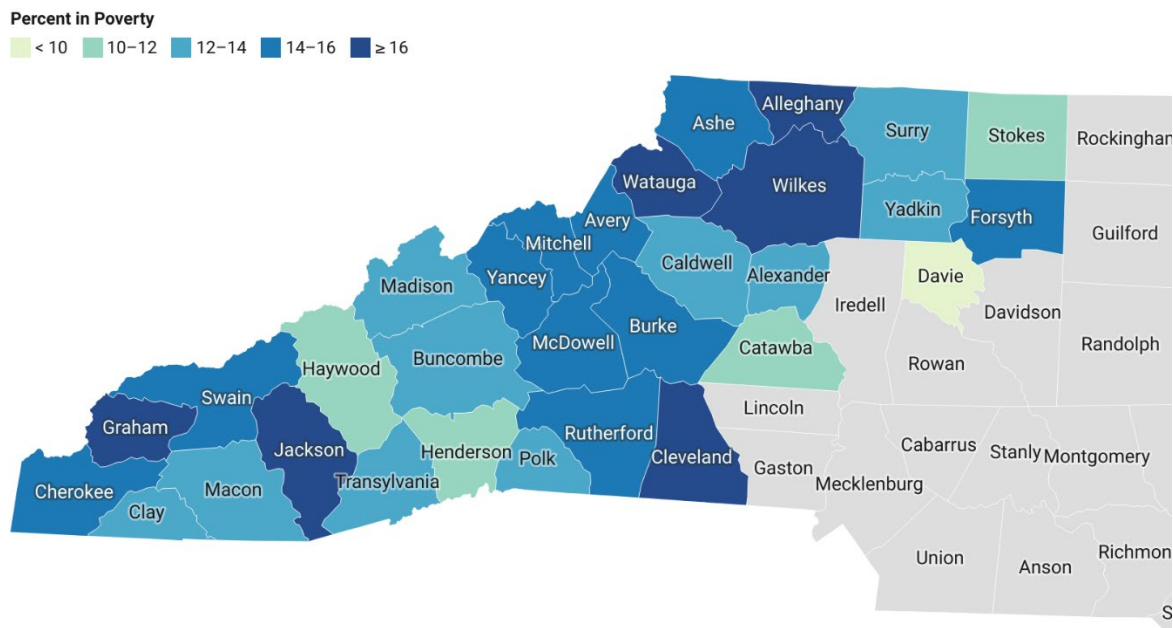 Percent in Poverty
< 10 10–12 12–14 14–16 ≥ 16
Alleghany
Ashe
Surry
Stokes
Rockingham
Watauga
Wilkes
Yadkin
Forsyth
Avery
Mitchell
Guilford
Caldwell
Alexander
Davie
Yancey
Madison
Iredell
Davidson
Burke
McDowell
Randolph
Catawba
Buncombe
Haywood
Rowan
Swain
Lincoln
Graham
Rutherford
Jackson
Henderson
Polk
Cleveland
Cabarrus
Stanly
Montgomery
Gaston
Transylvania
Mecklenburg
Cherokee
Macon
Clay
Union
Anson
Richmon
S